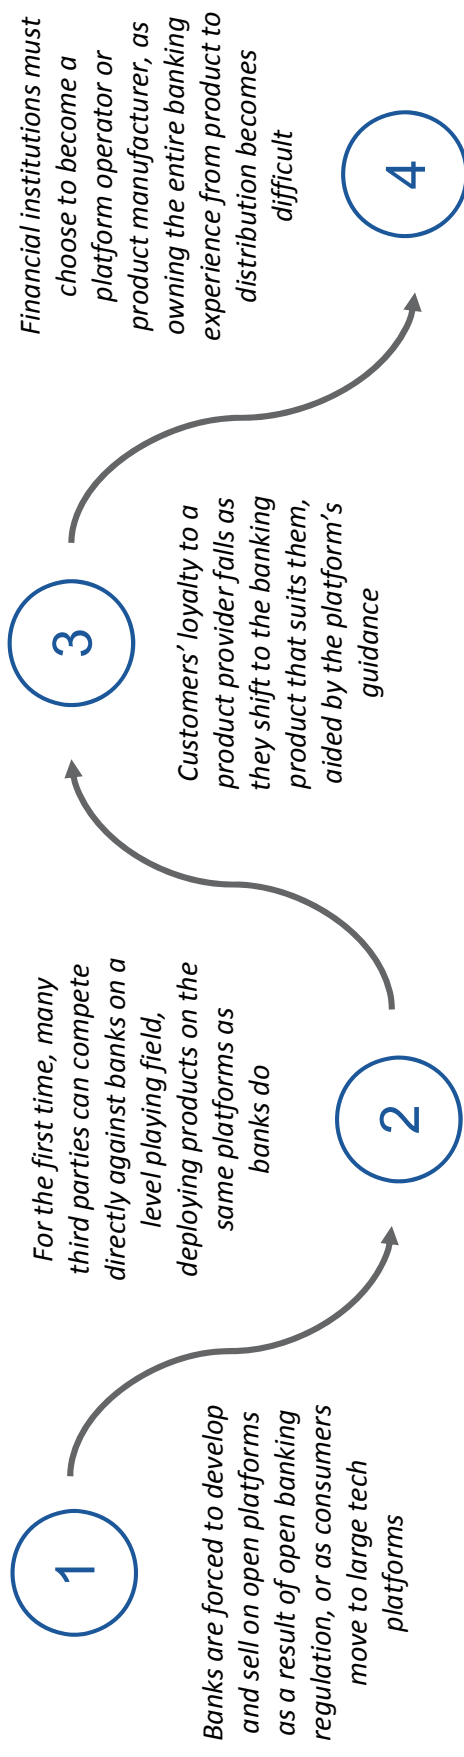 1
Banks are forced to develop
and sell on open platforms
as a result of open banking
regulation, or as consumers
move to large tech
platforms
For the first time, many
third parties can compete
directly against banks on a
level playing field,
deploying products on the
same platforms as
banks do
2
3
Customers’ loyalty to a
product provider falls as
they shift to the banking
product that suits them,
aided by the platform’s
guidance
Financial institutions must
choose to become a
platform operator or
product manufacturer, as
owning the entire banking
experience from product to
distribution becomes
difficult
4